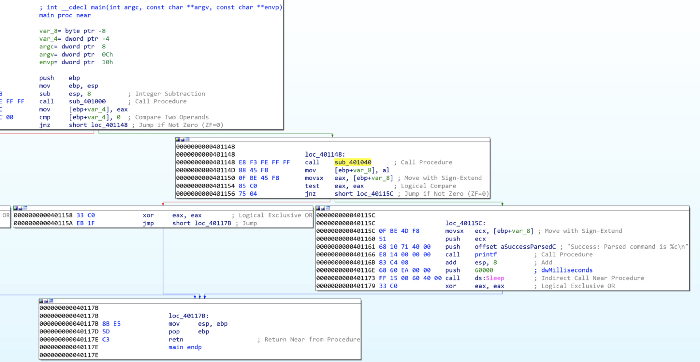 ; int __cdecl main(int argc, const char **argv, const char **envp)
main proc near
var_8= byte ptr -8
var_4= dword ptr -4
argc= dword ptr  8
argv= dword ptr  0Ch
envp= dword ptr  10h
push    ebp
mov     ebp, esp
8 sub     esp, 8 ; Integer Subtraction
E FF FF call    sub_401000 ; Call Procedure
C mov     [ebp+var_4], eax
C 00 cmp     [ebp+var_4], 0 ; Compare Two Operands
jnz     short loc_401148 ; Jump if Not Zero (ZF=0)
0000000000401148
0000000000401148 loc_401148:
0000000000401148 E8 F3 FE FF FF call    sub_401040 ; Call Procedure
000000000040114D 88 45 F8 mov     [ebp+var_8], al
0000000000401150 0F BE 45 F8 movsx   eax, [ebp+var_8] ; Move with Sign-Extend
0000000000401154 85 C0 test    eax, eax ; Logical Compare
0000000000401156 75 04 jnz     short loc_40115C ; Jump if Not Zero (ZF=0)
OR
0000000000401158 33 C0 xor     eax, eax ; Logical Exclusive OR
000000000040115A EB 1F jmp     short loc_40117B ; Jump
000000000040115C
000000000040115C loc_40115C:
000000000040115C 0F BE 4D F8 movsx   ecx, [ebp+var_8] ; Move with Sign-Extend
0000000000401160 51 push    ecx
0000000000401161 68 10 71 40 00 push    offset aSuccessParsedC ; "Success: Parsed command is %c\n"
0000000000401166 E8 14 00 00 00 call    printf ; Call Procedure
000000000040116B 83 C4 08 add     esp, 8 ; Add
000000000040116E 68 60 EA 00 00 push    60000 ; dwMilliseconds
0000000000401173 FF 15 00 60 40 00 call    ds:Sleep ; Indirect Call Near Procedure
0000000000401179 33 C0 xor     eax, eax ; Logical Exclusive OR
000000000040117B
000000000040117B loc_40117B:
000000000040117B 8B E5 mov     esp, ebp
000000000040117D 5D pop     ebp
000000000040117E C3 retn ; Return Near from Procedure
000000000040117E main endp
000000000040117E